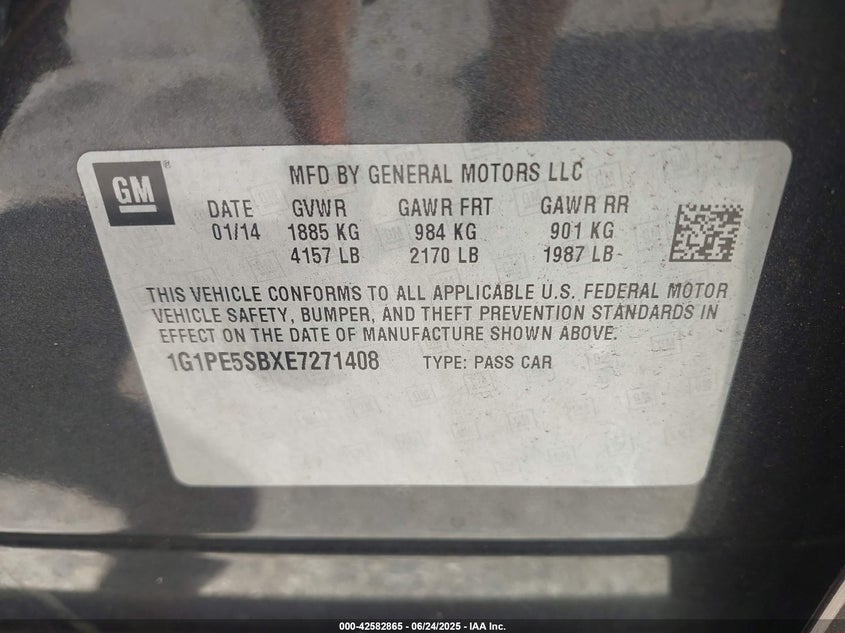 GM
MFD BY GENERAL MOTORS LLC
DATE GVWR GAWR FRT GAWR RR
01/14 1885 KG 984 KG 901 KG
4157 LB 2170 LB 1987 LB
THIS VEHICLE CONFORMS TO ALL APPLICABLE U.S. FEDERAL MOTOR
VEHICLE SAFETY, BUMPER, AND THEFT PREVENTION STANDARDS IN
EFFECT ON THE DATE OF MANUFACTURE SHOWN ABOVE.
1G1PE5SBXE7271408 TYPE: PASS CAR
000-42582865 - 06/24/2025 - IAA Inc.